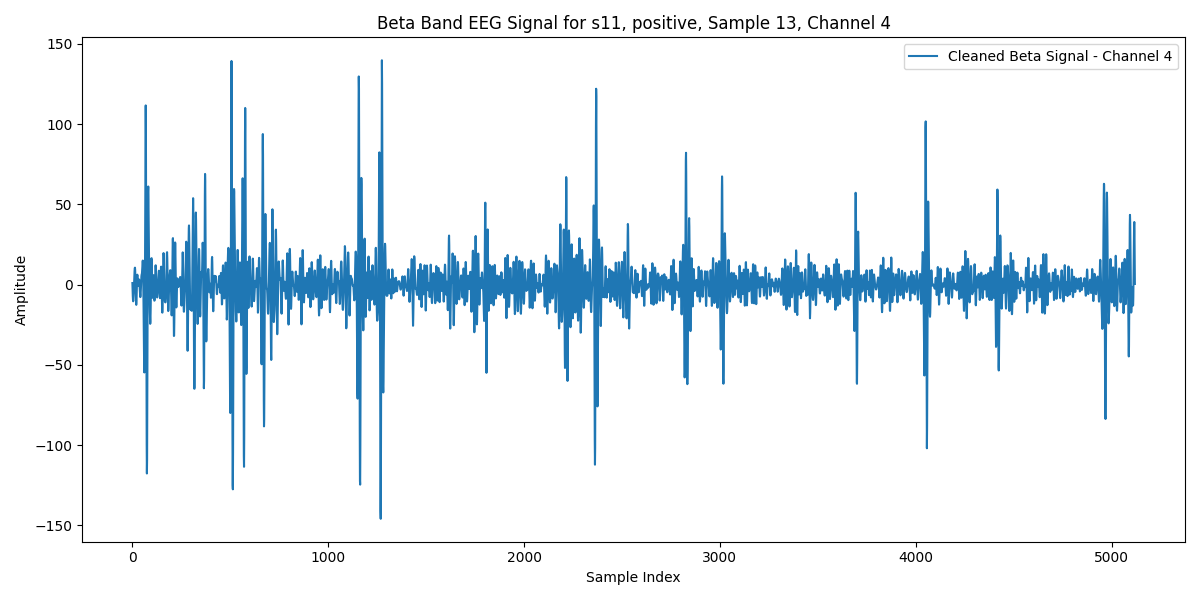 Beta Band EEG Signal for s11, positive, Sample 13, Channel 4
Cleaned Beta Signal - Channel 4
150
100
50
0
−50
−100
−150
Amplitude
0 1000 2000 3000 4000 5000
Sample Index